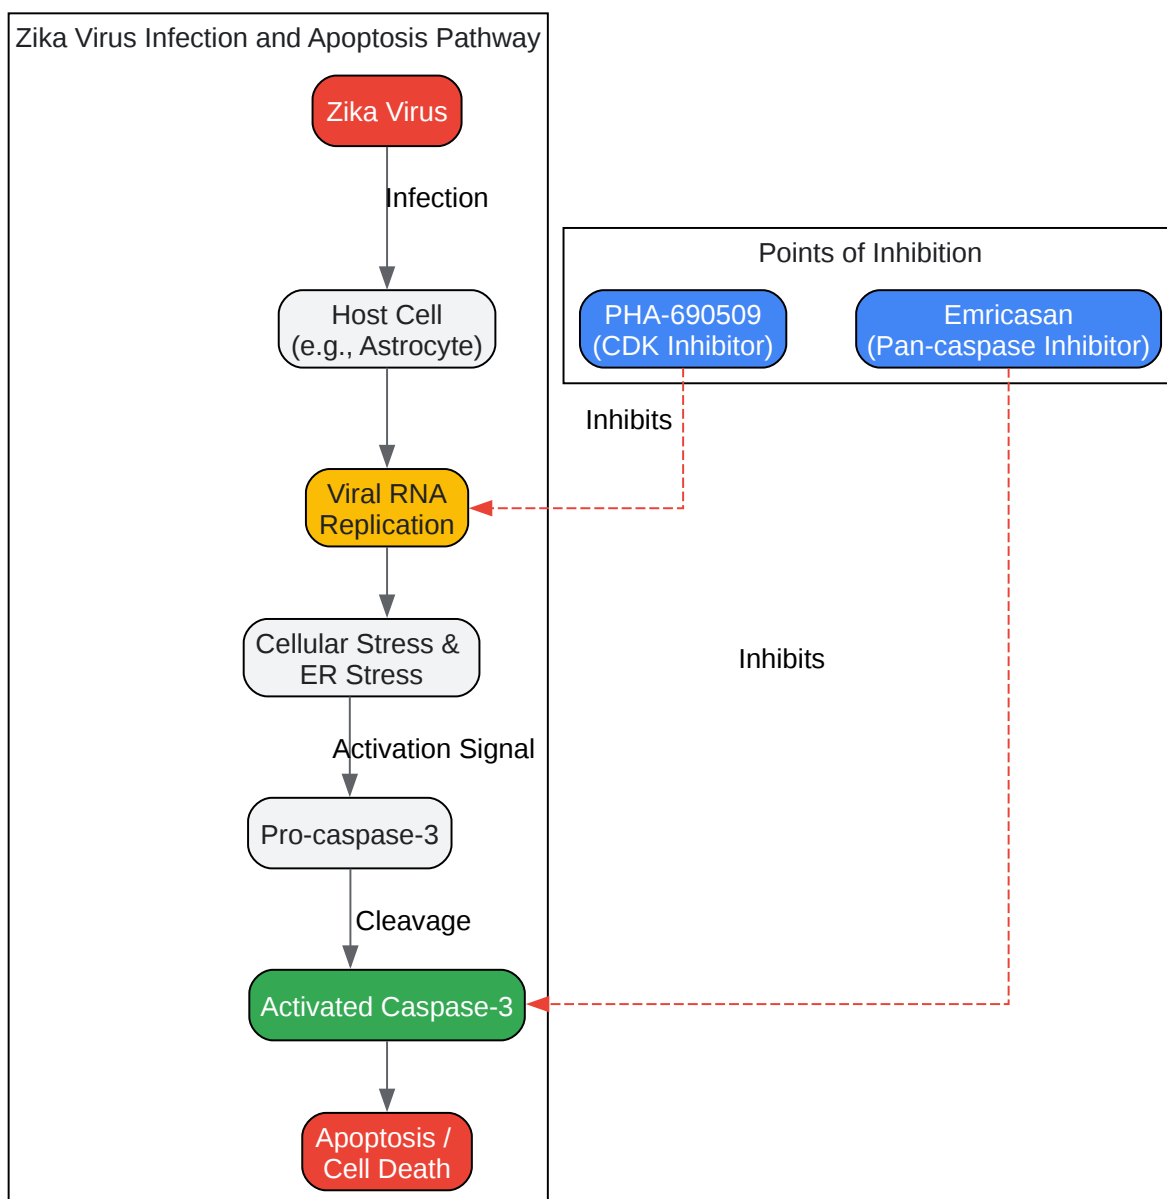 Zika Virus Infection and Apoptosis Pathway
Zika Virus
Infection
Points of Inhibition
Host Cell
(e.g., Astrocyte)
PHA-690509
(CDK Inhibitor)
Emricasan
(Pan-caspase Inhibitor)
Inhibits
Viral RNA
Replication
Cellular Stress &
ER Stress
Inhibits
Activation Signal
Pro-caspase-3
Cleavage
Activated Caspase-3
Apoptosis /
Cell Death